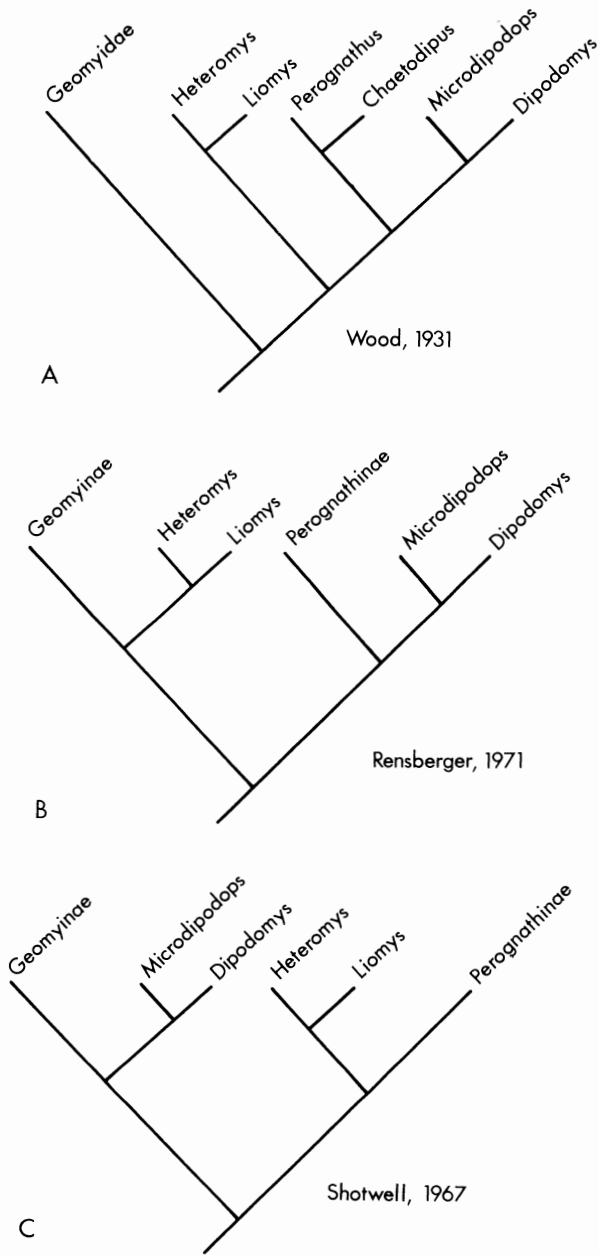 Geomyidae
Heteromys
Liomys
Perognathus
Chaetodipus
Microdipodops
Dipodomys
Wood, 1931
A
Geomyinae
Heteromys
Liomys
Perognathinae
Microdipodops
Dipodomys
Rensberger, 1971
B
Geomyinae
Microdipodops
Dipodomys
Heteromys
Liomys
Perognathinae
Shotwell, 1967
C